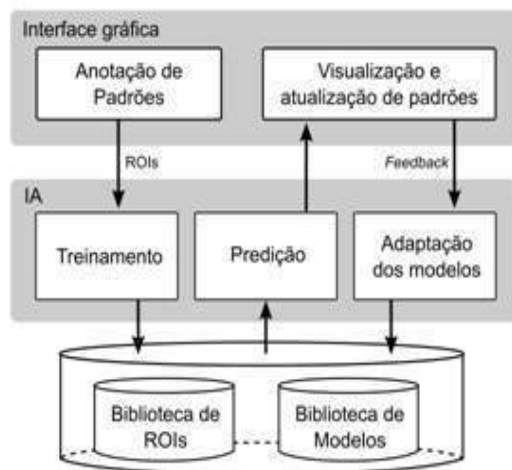 Interface gráfica
Anotação de
Padrões
Visualização e
atualização de padrões
ROIs
Feedback
IA
Treinamento
Predição
Adaptação
dos modelos
Biblioteca de
ROIs
Biblioteca de
Modelos